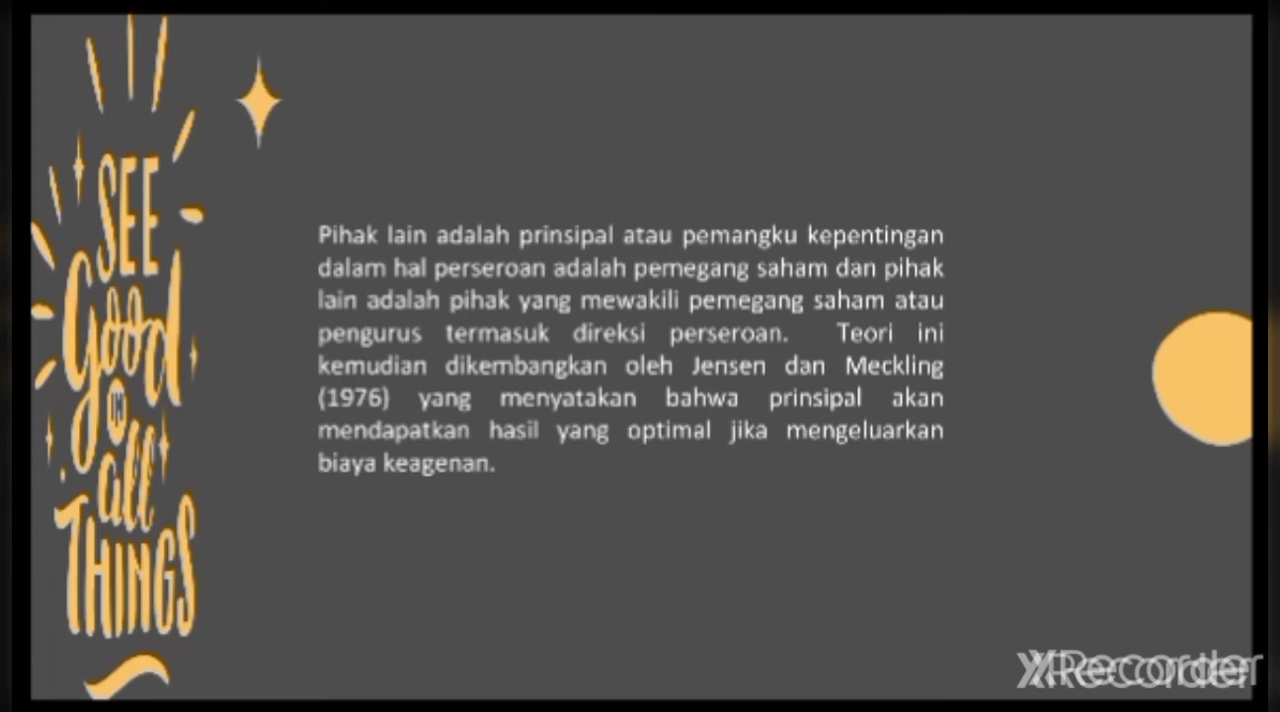 SEE
Good
IN
all
THINGS
Pihak lain adalah prinsipal atau pemangku kepentingan
dalam hal perseroan adalah pemegang saham dan pihak
lain adalah pihak yang mewakili pemegang saham atau
pengurus termasuk direksi perseroan. Teori ini
kemudian dikembangkan oleh Jensen dan Meckling
(1976) yang menyatakan bahwa prinsipal akan
mendapatkan hasil yang optimal jika mengeluarkan
biaya keagenan.
XRecorder